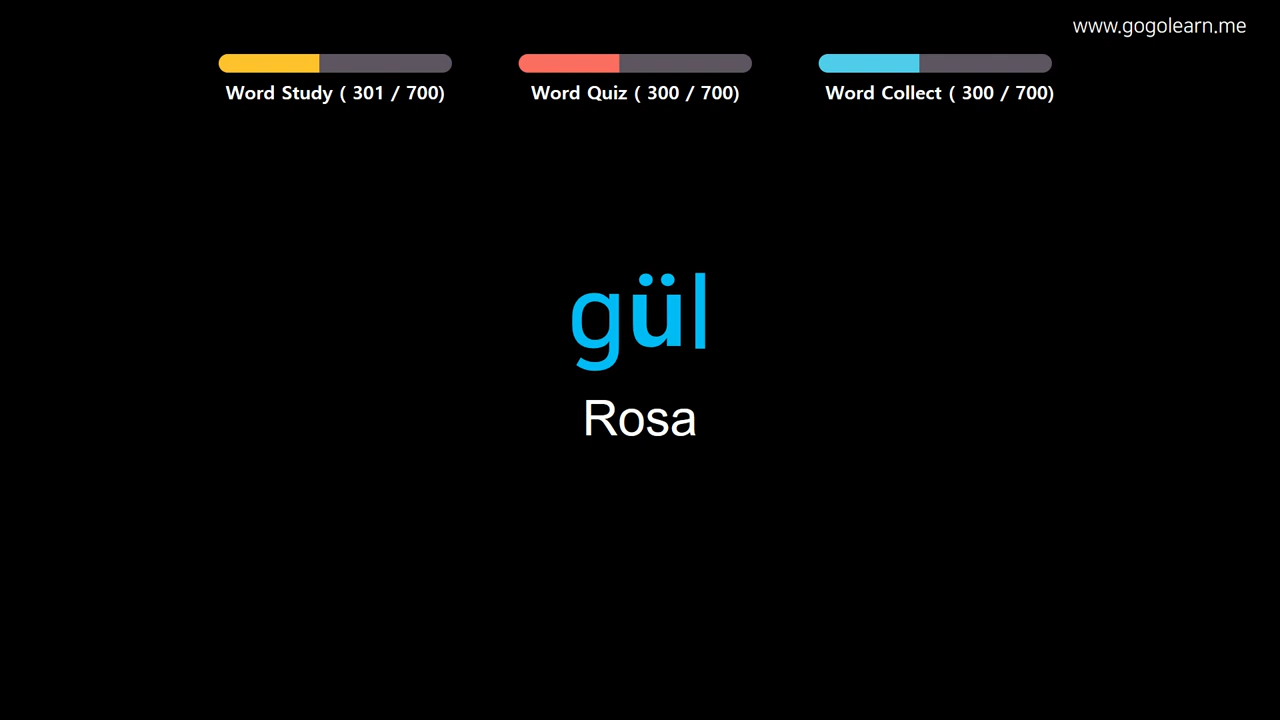 www.gogolearn.me
Word Study ( 301 / 700)
Word Quiz ( 300 / 700)
Word Collect ( 300 / 700)
gül
Rosa